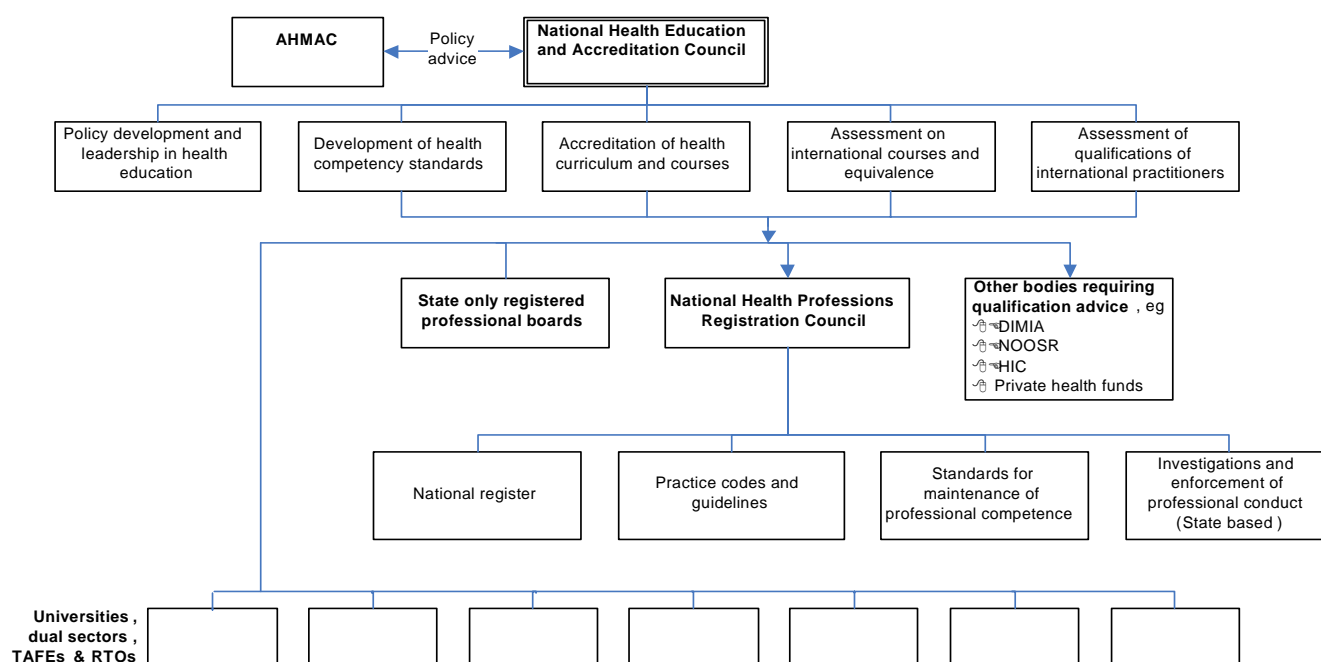 AHMAC
Policy
advice
National Health Education
and Accreditation Council
Policy development and
leadership in health
education
Development of health
competency standards
Accreditation of health
curriculum and courses
Assessment on
international courses and
equivalence
Assessment of
qualifications of
international practitioners
State only registered
professional boards
National Health Professions
Registration Council
Other bodies requiring
qualification advice , eg
DIMIA
NOOSR
HIC
Private health funds
National register
Practice codes and
guidelines
Standards for
maintenance of
professional competence
Investigations and
enforcement of
professional conduct
(State based )
Universities ,
dual sectors ,
TAFEs & RTOs